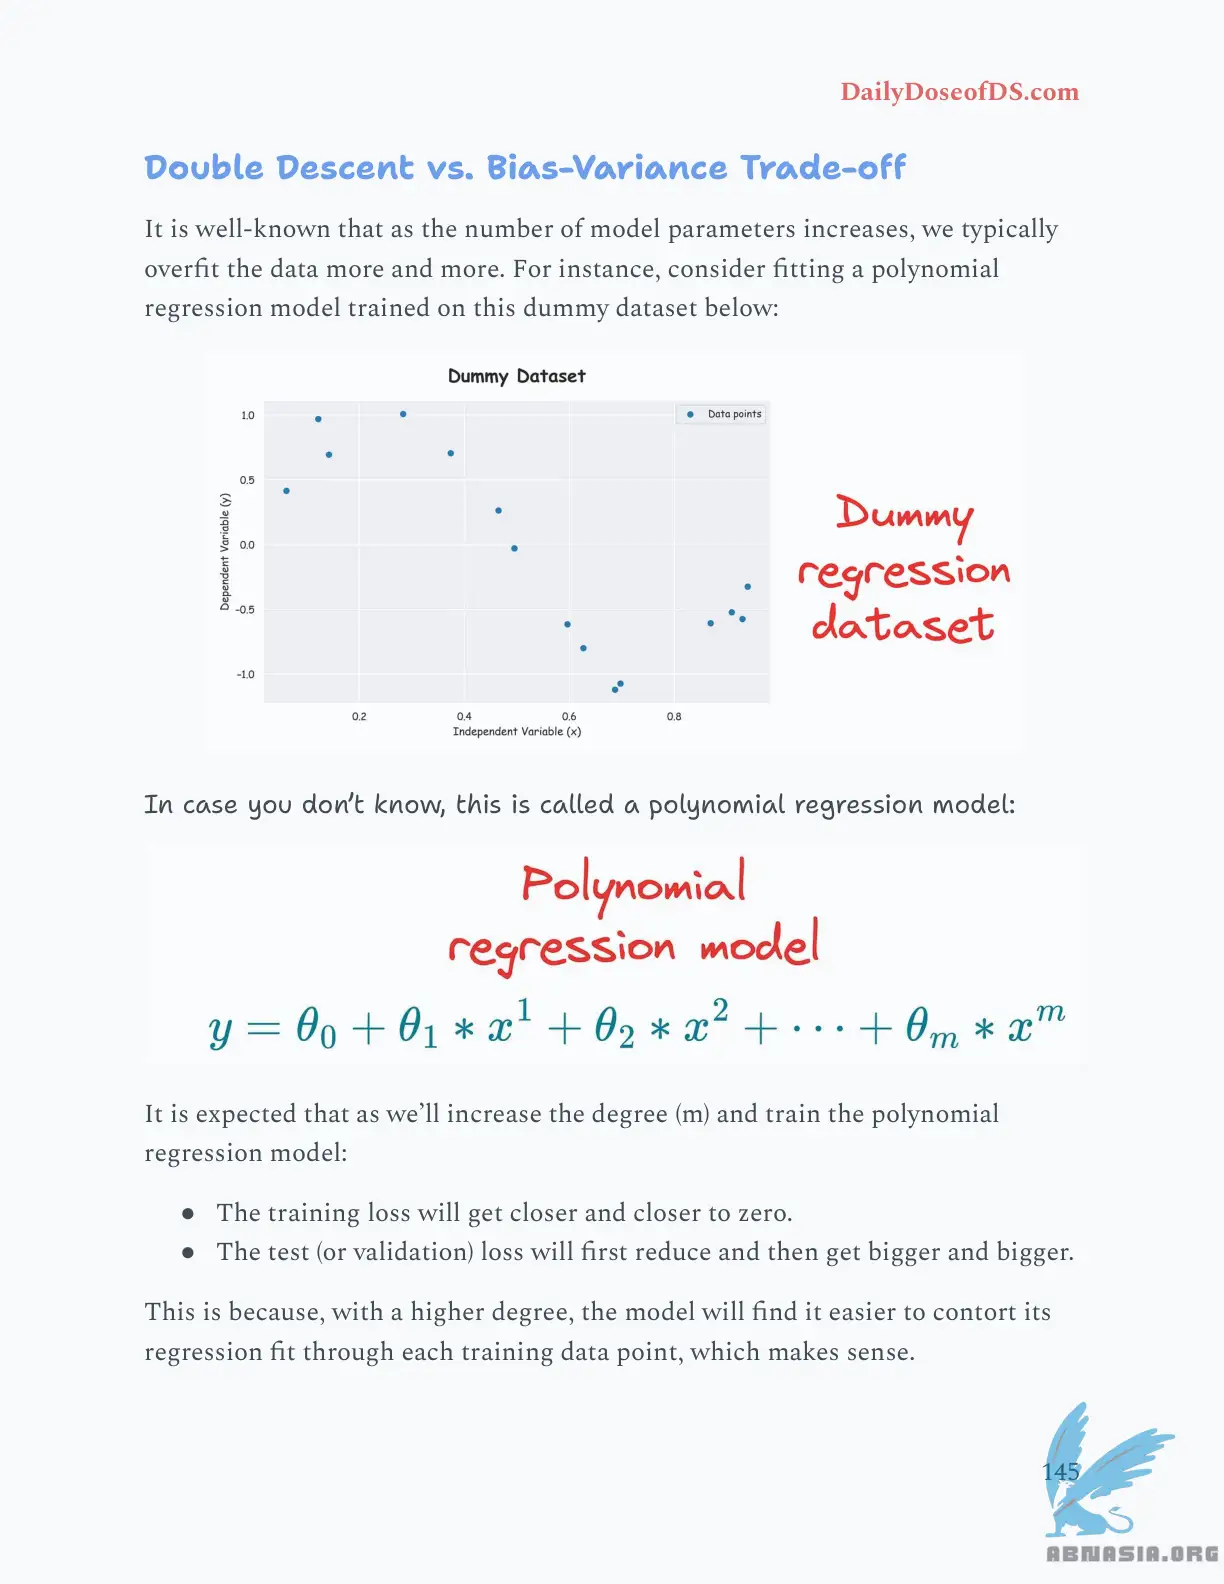 DailyDoseofDS.com
Double Descent vs. Bias-Variance Trade-off
It is well-known that as the number of model parameters increases, we typically
overfit the data more and more. For instance, consider fitting a polynomial
regression model trained on this dummy dataset below:
Dummy Dataset
Data points
1.0
0.5
0.0
-0.5
-1.0
Dependent Variable (y)
0.2 0.4 0.6 0.8
Independent Variable (x)
Dummy
regression
dataset
In case you don't know, this is called a polynomial regression model:
Polynomial
regression model
y = θ₀ + θ₁ * x¹ + θ₂ * x² + ⋯ + θₘ * xᵐ
It is expected that as we'll increase the degree (m) and train the polynomial
regression model:
● The training loss will get closer and closer to zero.
● The test (or validation) loss will first reduce and then get bigger and bigger.
This is because, with a higher degree, the model will find it easier to contort its
regression fit through each training data point, which makes sense.
145
ABNASIA.ORG